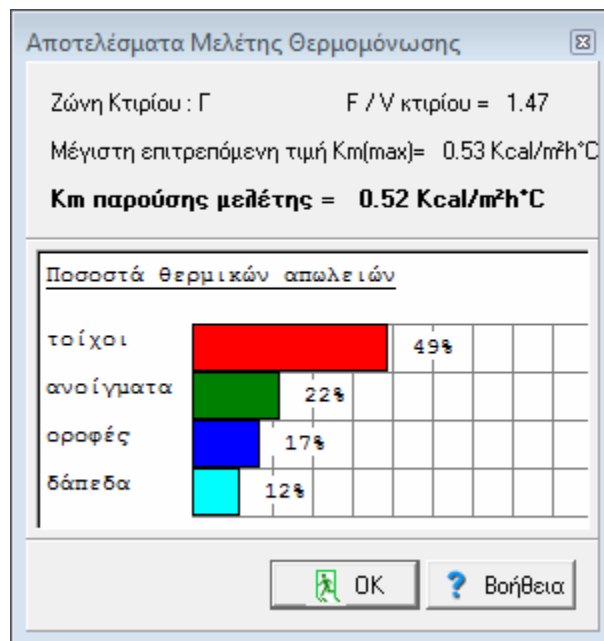 Αποτελέσματα Μελέτης Θερμομόνωσης
Ζώνη Κτιρίου : Γ F / V κτιρίου = 1.47
Μέγιστη επιτρεπόμενη τιμή Km(max)= 0.53 Kcal/m²h°C
Km παρούσης μελέτης = 0.52 Kcal/m²h°C
Ποσοστά θερμικών απωλειών
τοίχοι 49%
ανοίγματα 22%
οροφές 17%
δάπεδα 12%
OK ? Βοήθεια